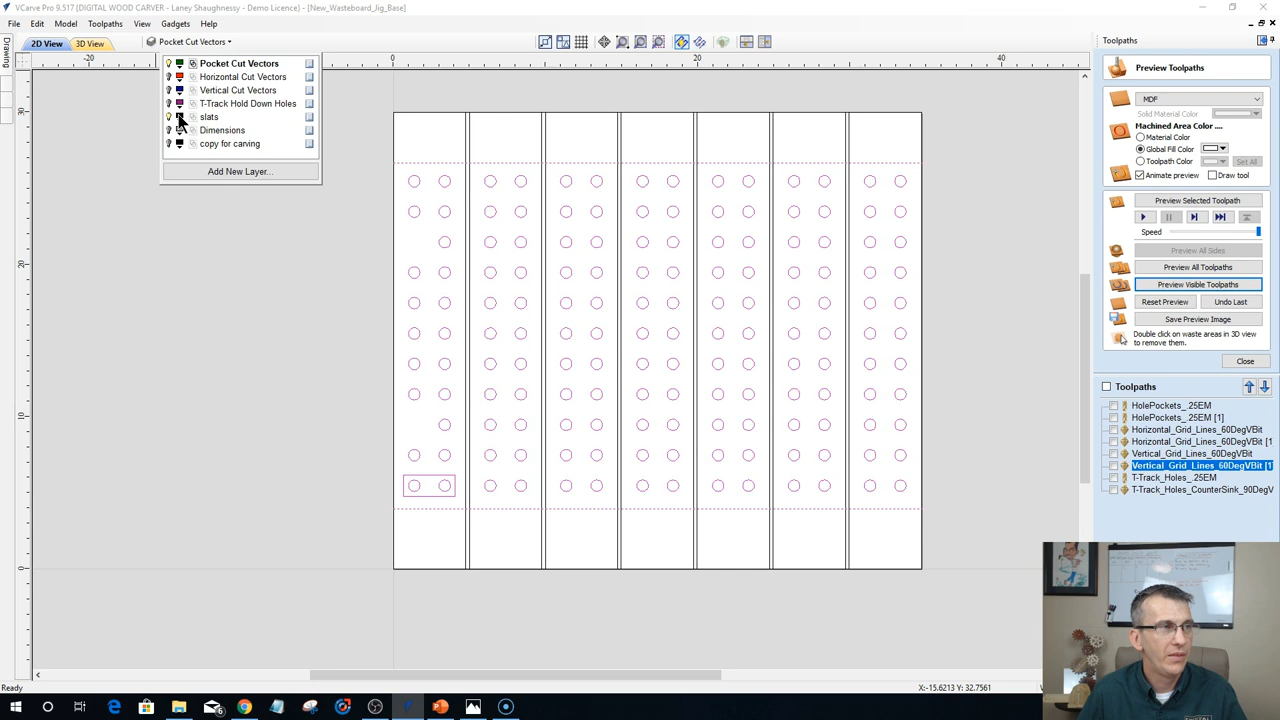 VCarve Pro 9.517 (DIGITAL WOOD CARVER) - Laney Shaughnessy - Demo Licence} - [New_Wasteboard_Jig_Base]
File Edit Model Toolpaths View Gadgets Help
2D View 3D View Pocket Cut Vectors
Drawing
-20 0 20 40
Pocket Cut Vectors
Horizontal Cut Vectors
Vertical Cut Vectors
T-Track Hold Down Holes
slats
Dimensions
copy for carving
Add New Layer...
30
20
10
0
Toolpaths
Preview Toolpaths
MDF
Solid Material Color
Machined Area Color ....
Material Color
Global Fill Color
Toolpath Color Set All
Animate preview Draw tool
Preview Selected Toolpath
Speed
Preview All Sides
Preview All Toolpaths
Preview Visible Toolpaths
Reset Preview Undo Last
Save Preview Image
Double click on waste areas in 3D view
to remove them.
Close
Toolpaths
HolePockets_.25EM
HolePockets_.25EM [1]
Horizontal_Grid_Lines_60DegVBit
Horizontal_Grid_Lines_60DegVBit [1
Vertical_Grid_Lines_60DegVBit
Vertical_Grid_Lines_60DegVBit [1]
T-Track_Holes_.25EM
T-Track_Holes_CounterSink_90DegV
Ready X:-15.6213 Y: 32.7561